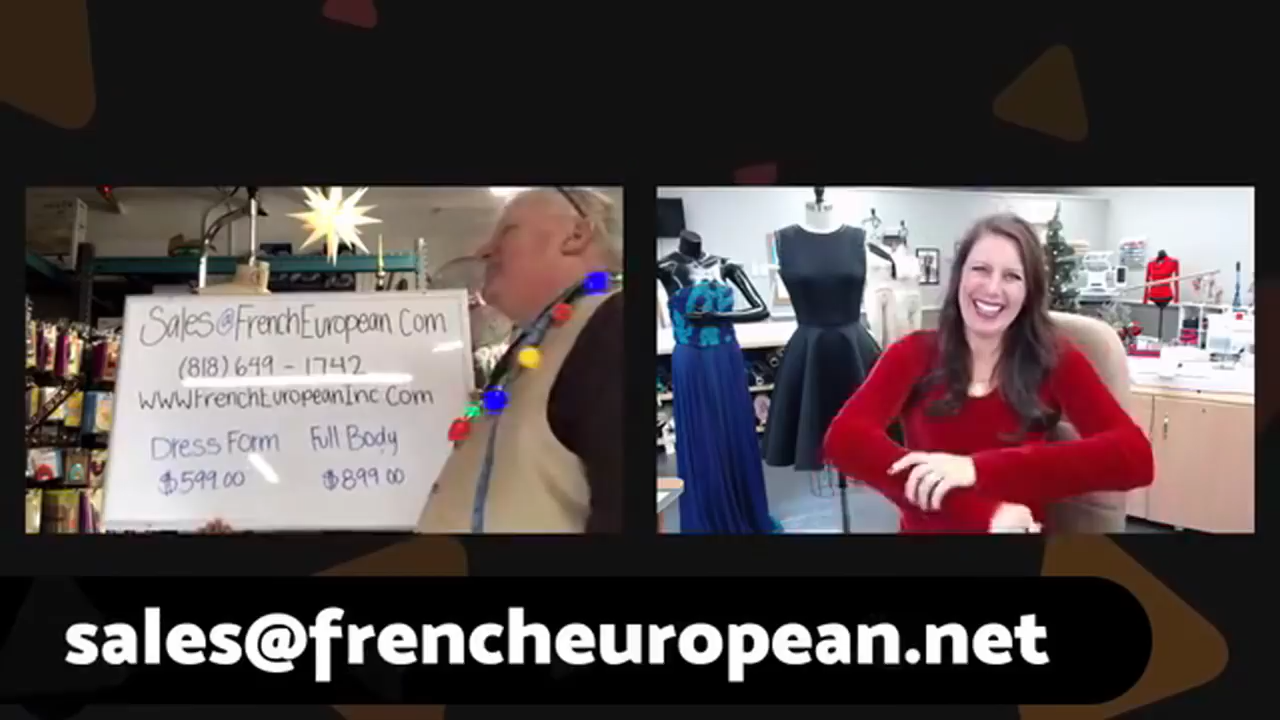 Sales@FrenchEuropean.Com
(818) 649-1742
WWW.FrenchEuropeanInc.Com
Dress Form Full Body
$599.00 $899.00
sales@frencheuropean.net